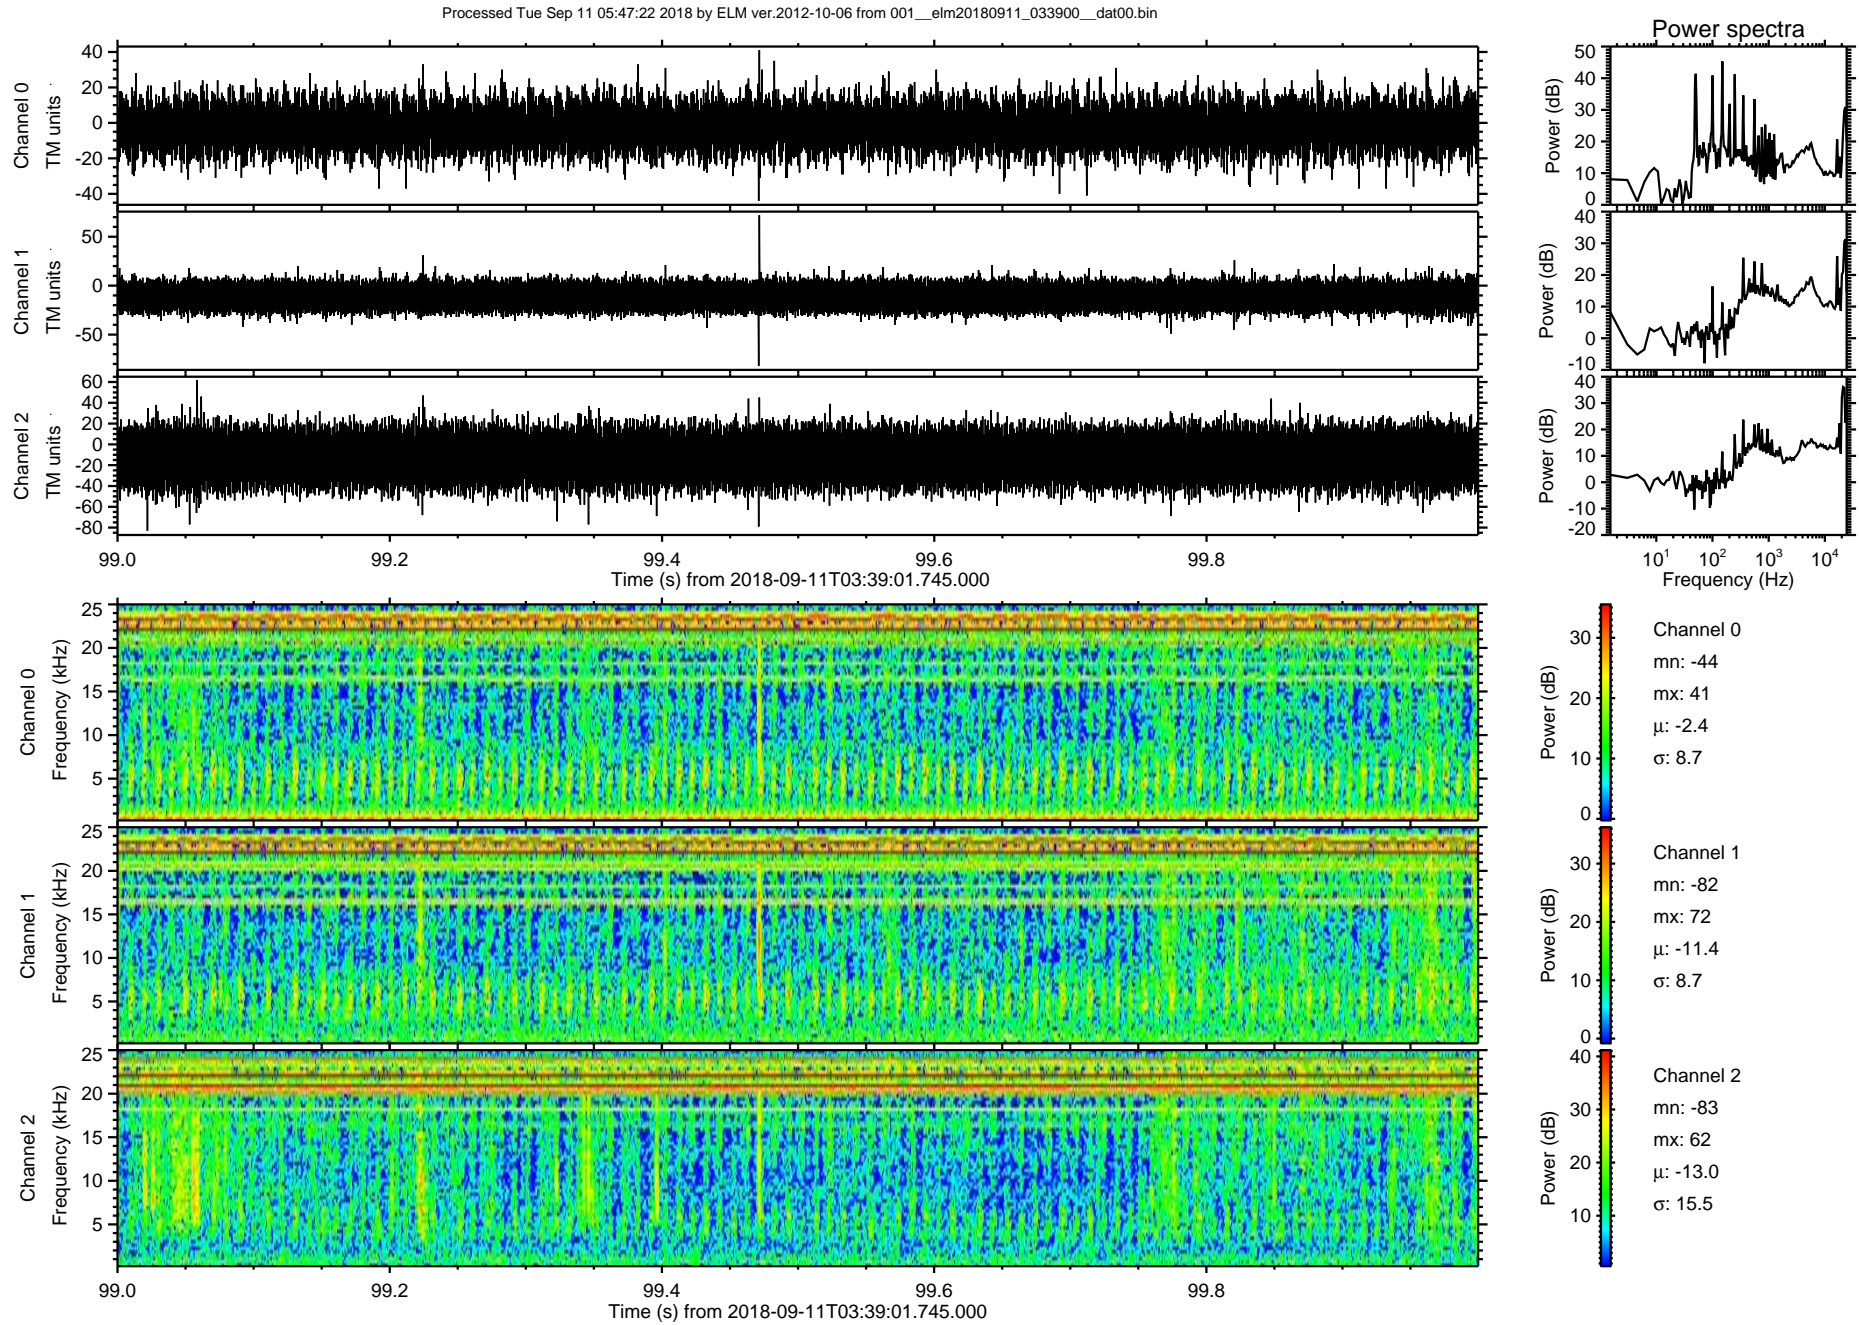 Processed Tue Sep 11 05:47:22 2018 by ELM ver.2012-10-06 from 001__elm20180911_033900__dat00.bin
Power spectra
Channel 0
TM units
40
20
0
-20
-40
Power (dB)
50
40
30
20
10
0
Channel 1
TM units
50
0
-50
Power (dB)
40
30
20
10
0
-10
Channel 2
TM units
60
40
20
0
-20
-40
-60
-80
Power (dB)
40
30
20
10
0
-10
-20
99.0 99.2 99.4 99.6 99.8
Time (s) from 2018-09-11T03:39:01.745.000
10¹ 10² 10³ 10⁴
Frequency (Hz)
Channel 0
Frequency (kHz)
25
20
15
10
5
Power (dB)
30
20
10
0
Channel 0
mn: -44
mx: 41
μ: -2.4
σ: 8.7
Channel 1
Frequency (kHz)
25
20
15
10
5
Power (dB)
30
20
10
0
Channel 1
mn: -82
mx: 72
μ: -11.4
σ: 8.7
Channel 2
Frequency (kHz)
25
20
15
10
5
Power (dB)
40
30
20
10
Channel 2
mn: -83
mx: 62
μ: -13.0
σ: 15.5
99.0 99.2 99.4 99.6 99.8
Time (s) from 2018-09-11T03:39:01.745.000